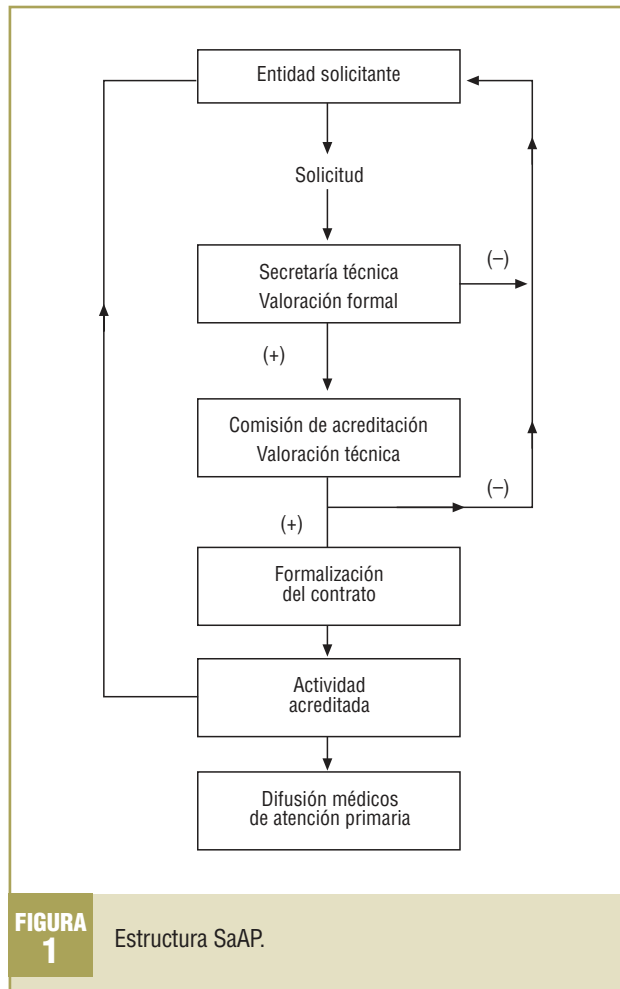 Entidad solicitante
Solicitud
Secretaría técnica
Valoración formal
(–)
(+)
Comisión de acreditación
Valoración técnica
(–)
(+)
Formalización
del contrato
Actividad
acreditada
Difusión médicos
de atención primaria
FIGURA
1
Estructura SaAP.